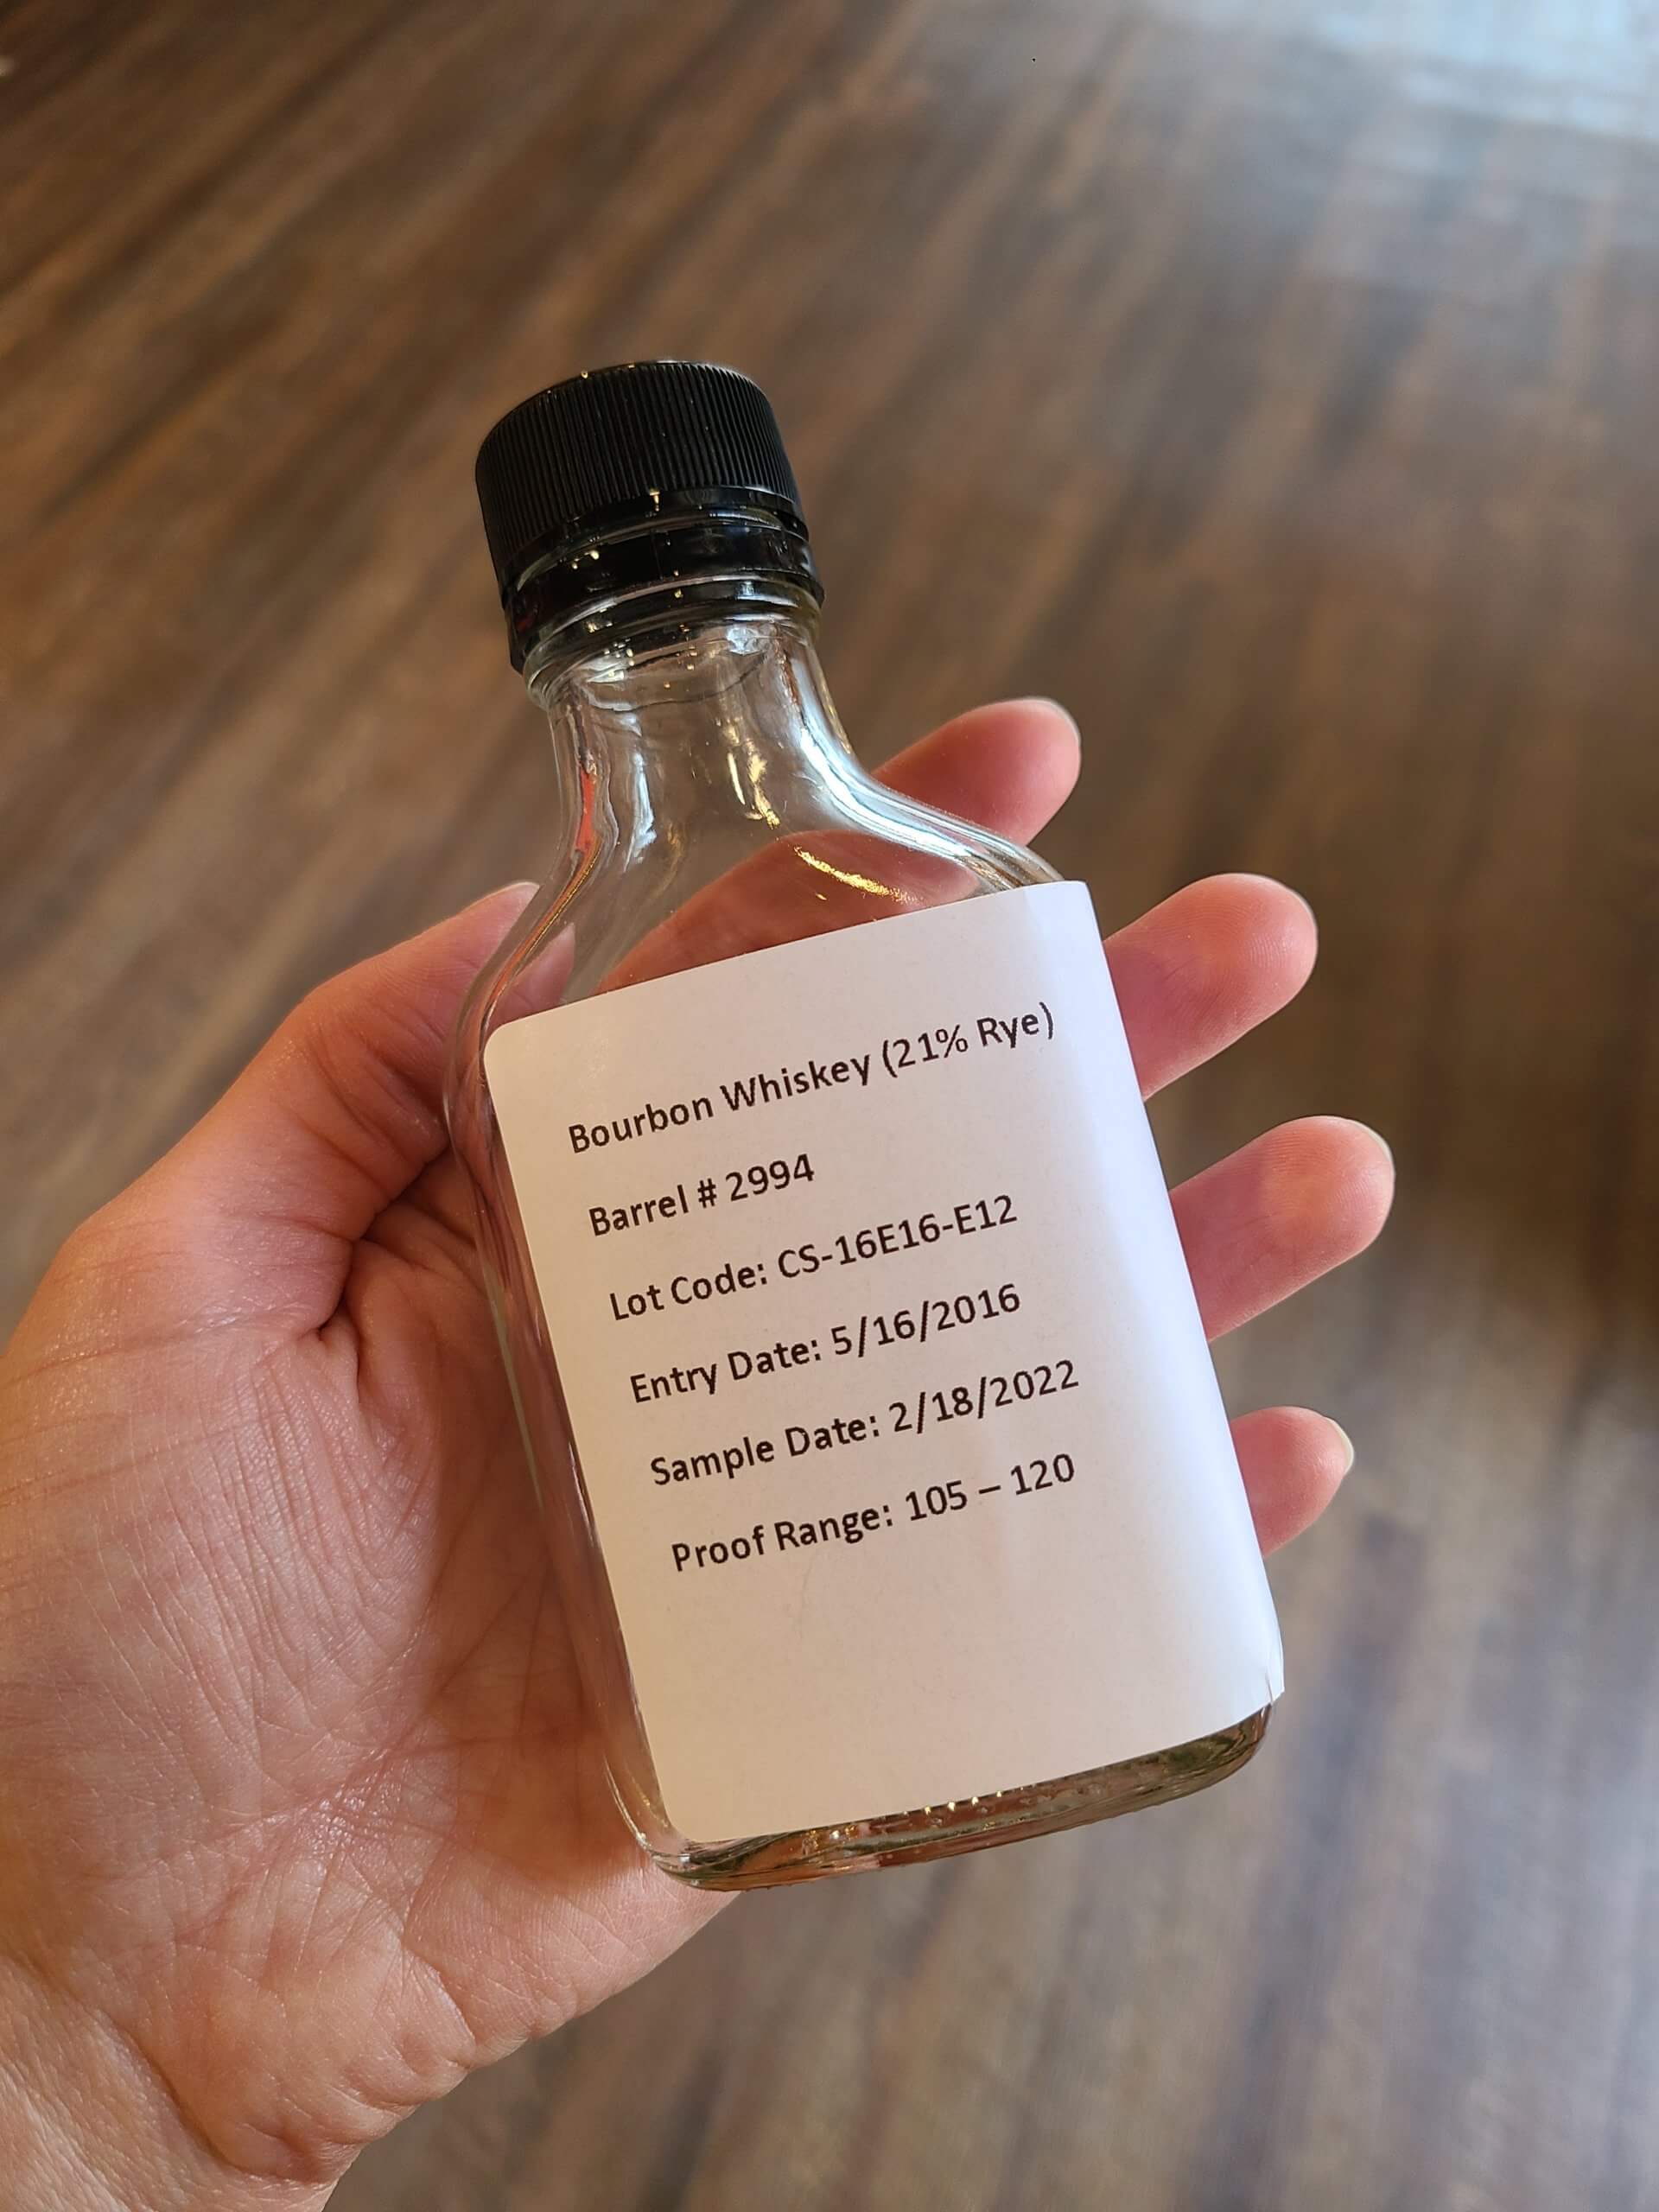 Bourbon Whiskey (21% Rye)
Barrel # 2994
Lot Code: CS-16E16-E12
Entry Date: 5/16/2016
Sample Date: 2/18/2022
Proof Range: 105 – 120